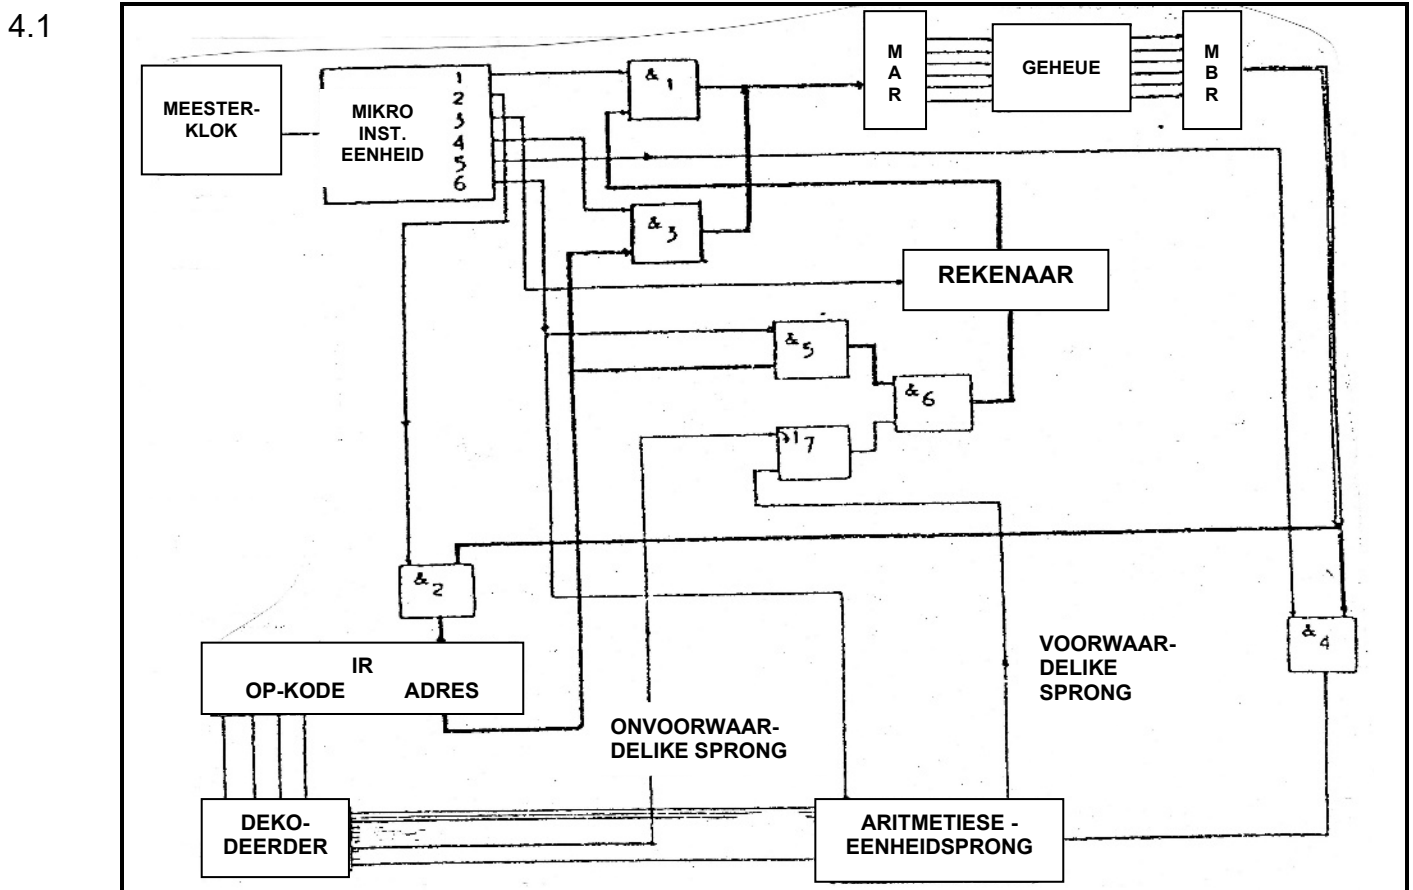 4.1
MEESTER-
KLOK
MIKRO
INST.
EENHEID
1
2
3
4
5
6
& 1
M
A
R
GEHEUE
M
B
R
& 3
REKENAAR
& 5
& 6
1 7
& 2
& 4
IR
OP-KODE ADRES
VOORWAAR-
DELIKE
SPRONG
ONVOORWAAR-
DELIKE SPRONG
DEKO-
DEERDER
ARITMETIESE -
EENHEIDSPRONG